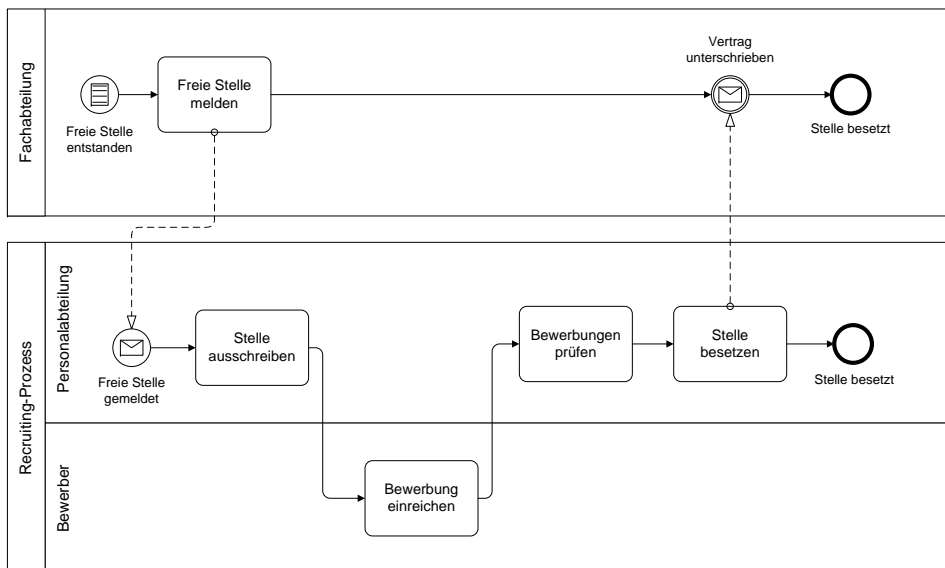 Fachabteilung
Freie Stelle
entstanden
Freie Stelle
melden
Vertrag
unterschrieben
Stelle besetzt
Recruiting-Prozess
Personalabteilung
Freie Stelle
gemeldet
Stelle
ausschreiben
Bewerbungen
prüfen
Stelle
besetzen
Stelle besetzt
Bewerber
Bewerbung
einreichen